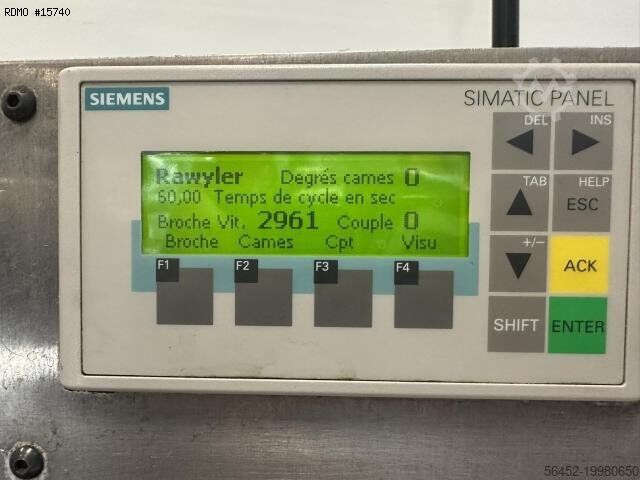 RDMO #15740
SIEMENS
SIMATIC PANEL
DEL
INS
Rawyler Degrés cames 0
60,00 Temps de cycle en sec
Broche Vit. 2961 Couple 0
Broche Cames Cpt Visu
TAB
HELP
ESC
F1 F2 F3 F4
+/-
ACK
SHIFT
ENTER
56452-19980650